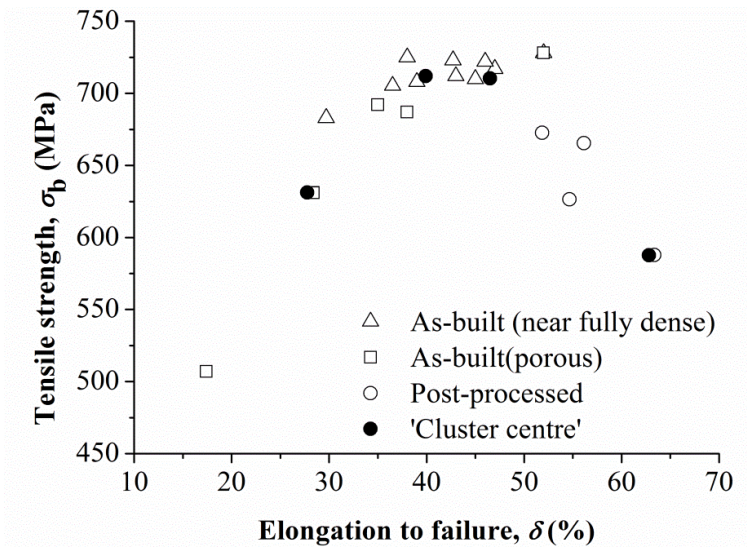 750
700
650
600
550
500
450
10
20
30
40
50
60
70
Tensile strength, σb (MPa)
Elongation to failure, δ (%)
As-built (near fully dense)
As-built(porous)
Post-processed
'Cluster centre'